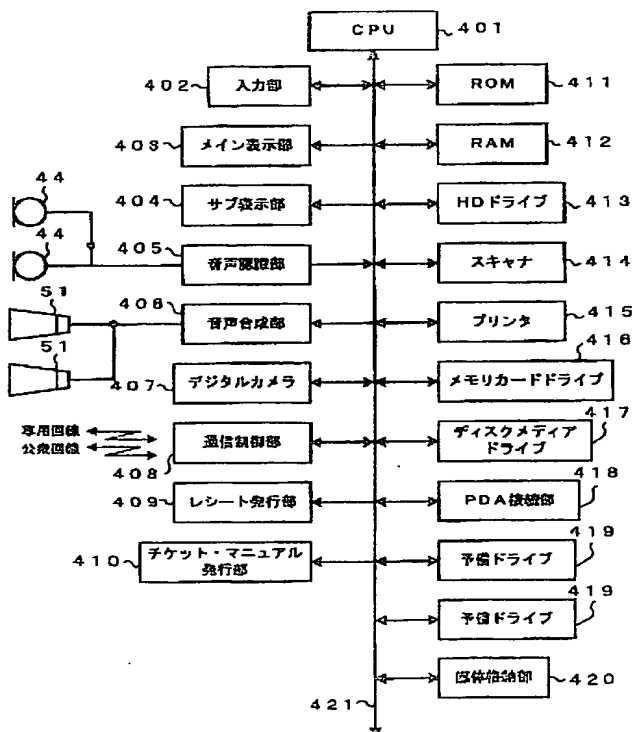 CPU
401
402
入力部
ROM
411
403
メイン表示部
RAM
412
44
404
サブ表示部
HDドライブ
413
44
405
音声認識部
スキャナ
414
51
406
音声合成部
プリンタ
415
51
407
デジタルカメラ
メモリカードドライブ
416
専用回線
公衆回線
408
通信制御部
ディスクメディア
ドライブ
417
409
レシート発行部
PDA接続部
418
410
チケット・マニュアル
発行部
予備ドライブ
419
予備ドライブ
419
媒体格納部
420
421